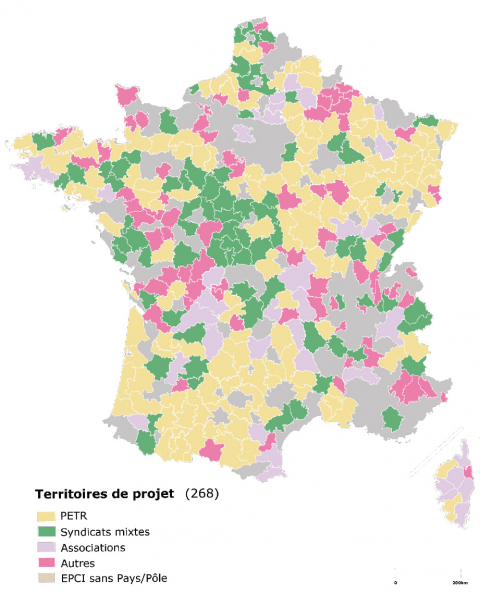 Territoires de projet (268)
PETR
Syndicats mixtes
Associations
Autres
EPCI sans Pays/Pôle
0 200km